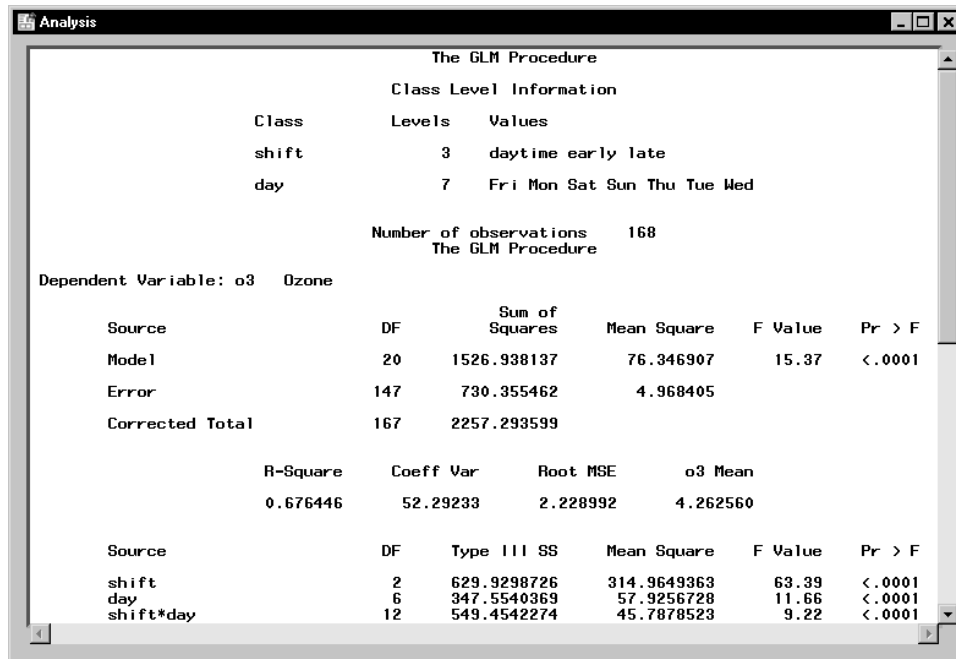 Analysis
The GLM Procedure
Class Level Information
Class Levels Values
shift 3 daytime early late
day 7 Fri Mon Sat Sun Thu Tue Wed
Number of observations 168
The GLM Procedure
Dependent Variable: o3 Ozone
Sum of
Source DF Squares Mean Square F Value Pr > F
Model 20 1526.938137 76.346907 15.37 <.0001
Error 147 730.355462 4.968405
Corrected Total 167 2257.293599
R-Square Coeff Var Root MSE o3 Mean
0.676446 52.29233 2.228992 4.262560
Source DF Type III SS Mean Square F Value Pr > F
shift 2 629.9298726 314.9649363 63.39 <.0001
day 6 347.5540369 57.9256728 11.66 <.0001
shift*day 12 549.4542274 45.7878523 9.22 <.0001